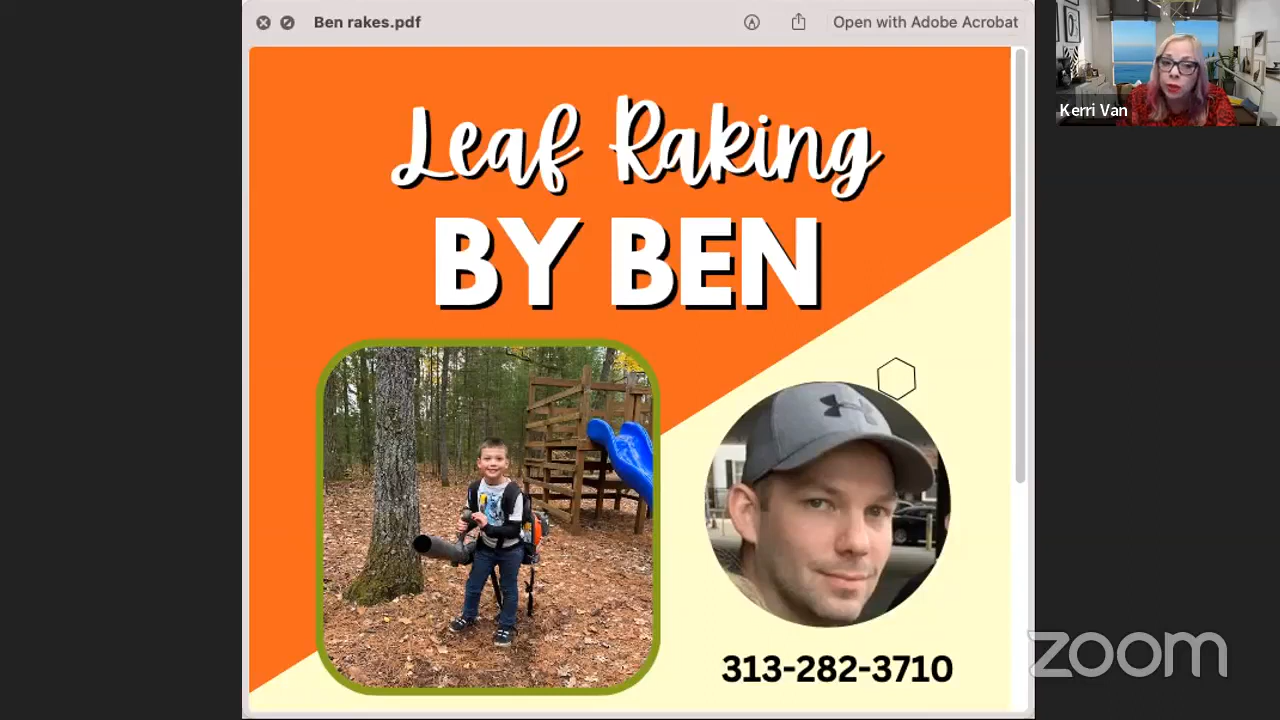 Ben rakes.pdf
Open with Adobe Acrobat
Kerri Van
Leaf Raking
BY BEN
313-282-3710
zoom